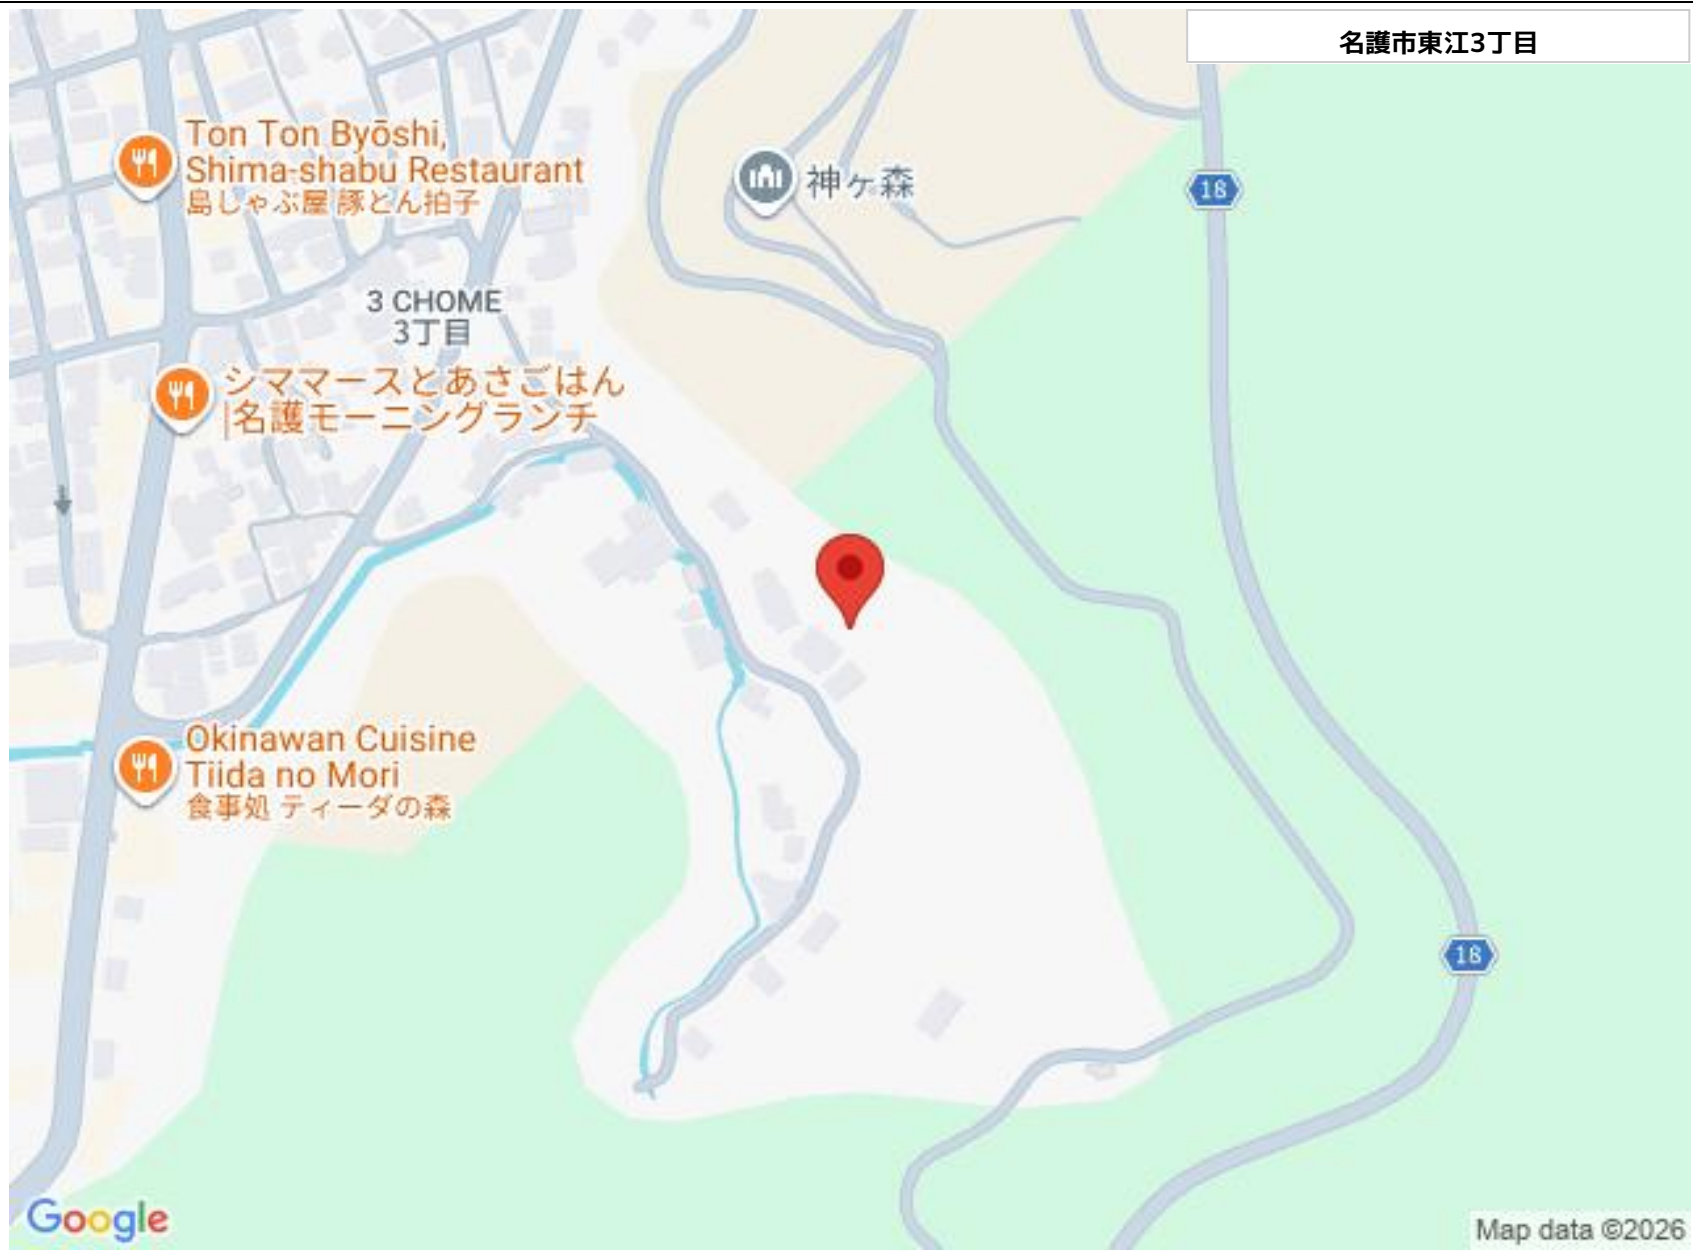 名護市東江3丁目
Ton Ton Byōshi,
Shima-shabu Restaurant
島しゃぶ屋 豚とん拍子
神ヶ森
18
3 CHOME
3丁目
シママースとあさごはん
|名護モーニングランチ
Okinawan Cuisine
Tiida no Mori
食事処 ティーダの森
18
Google
Map data ©2026